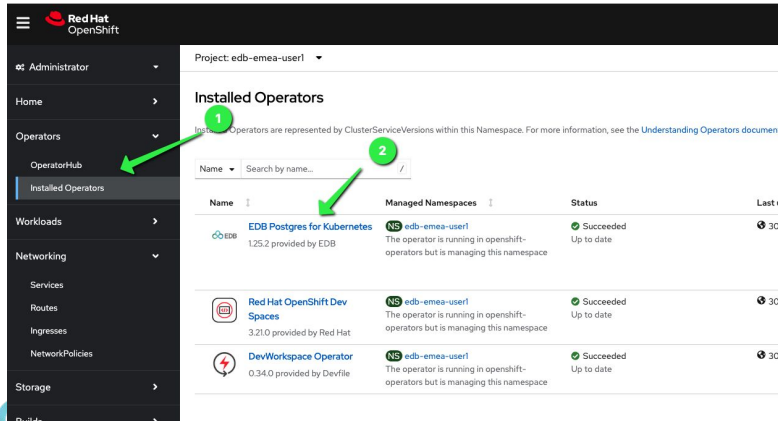 Red Hat
OpenShift
Administrator
Home
Operators
OperatorHub
Installed Operators
Workloads
Networking
Services
Routes
Ingresses
NetworkPolicies
Storage
Builds
Project: edb-emea-user1
Installed Operators
1
Installed Operators are represented by ClusterServiceVersions within this Namespace. For more information, see the Understanding Operators documen
2
Name Search by name... /
Name Managed Namespaces Status Last
EDB EDB Postgres for Kubernetes NS edb-emea-user1 Succeeded 30
1.25.2 provided by EDB The operator is running in openshift- Up to date
operators but is managing this namespace
Red Hat OpenShift Dev NS edb-emea-user1 Succeeded 30
Spaces The operator is running in openshift- Up to date
3.21.0 provided by Red Hat operators but is managing this namespace
DevWorkspace Operator NS edb-emea-user1 Succeeded 30
0.34.0 provided by Devfile The operator is running in openshift- Up to date
operators but is managing this namespace